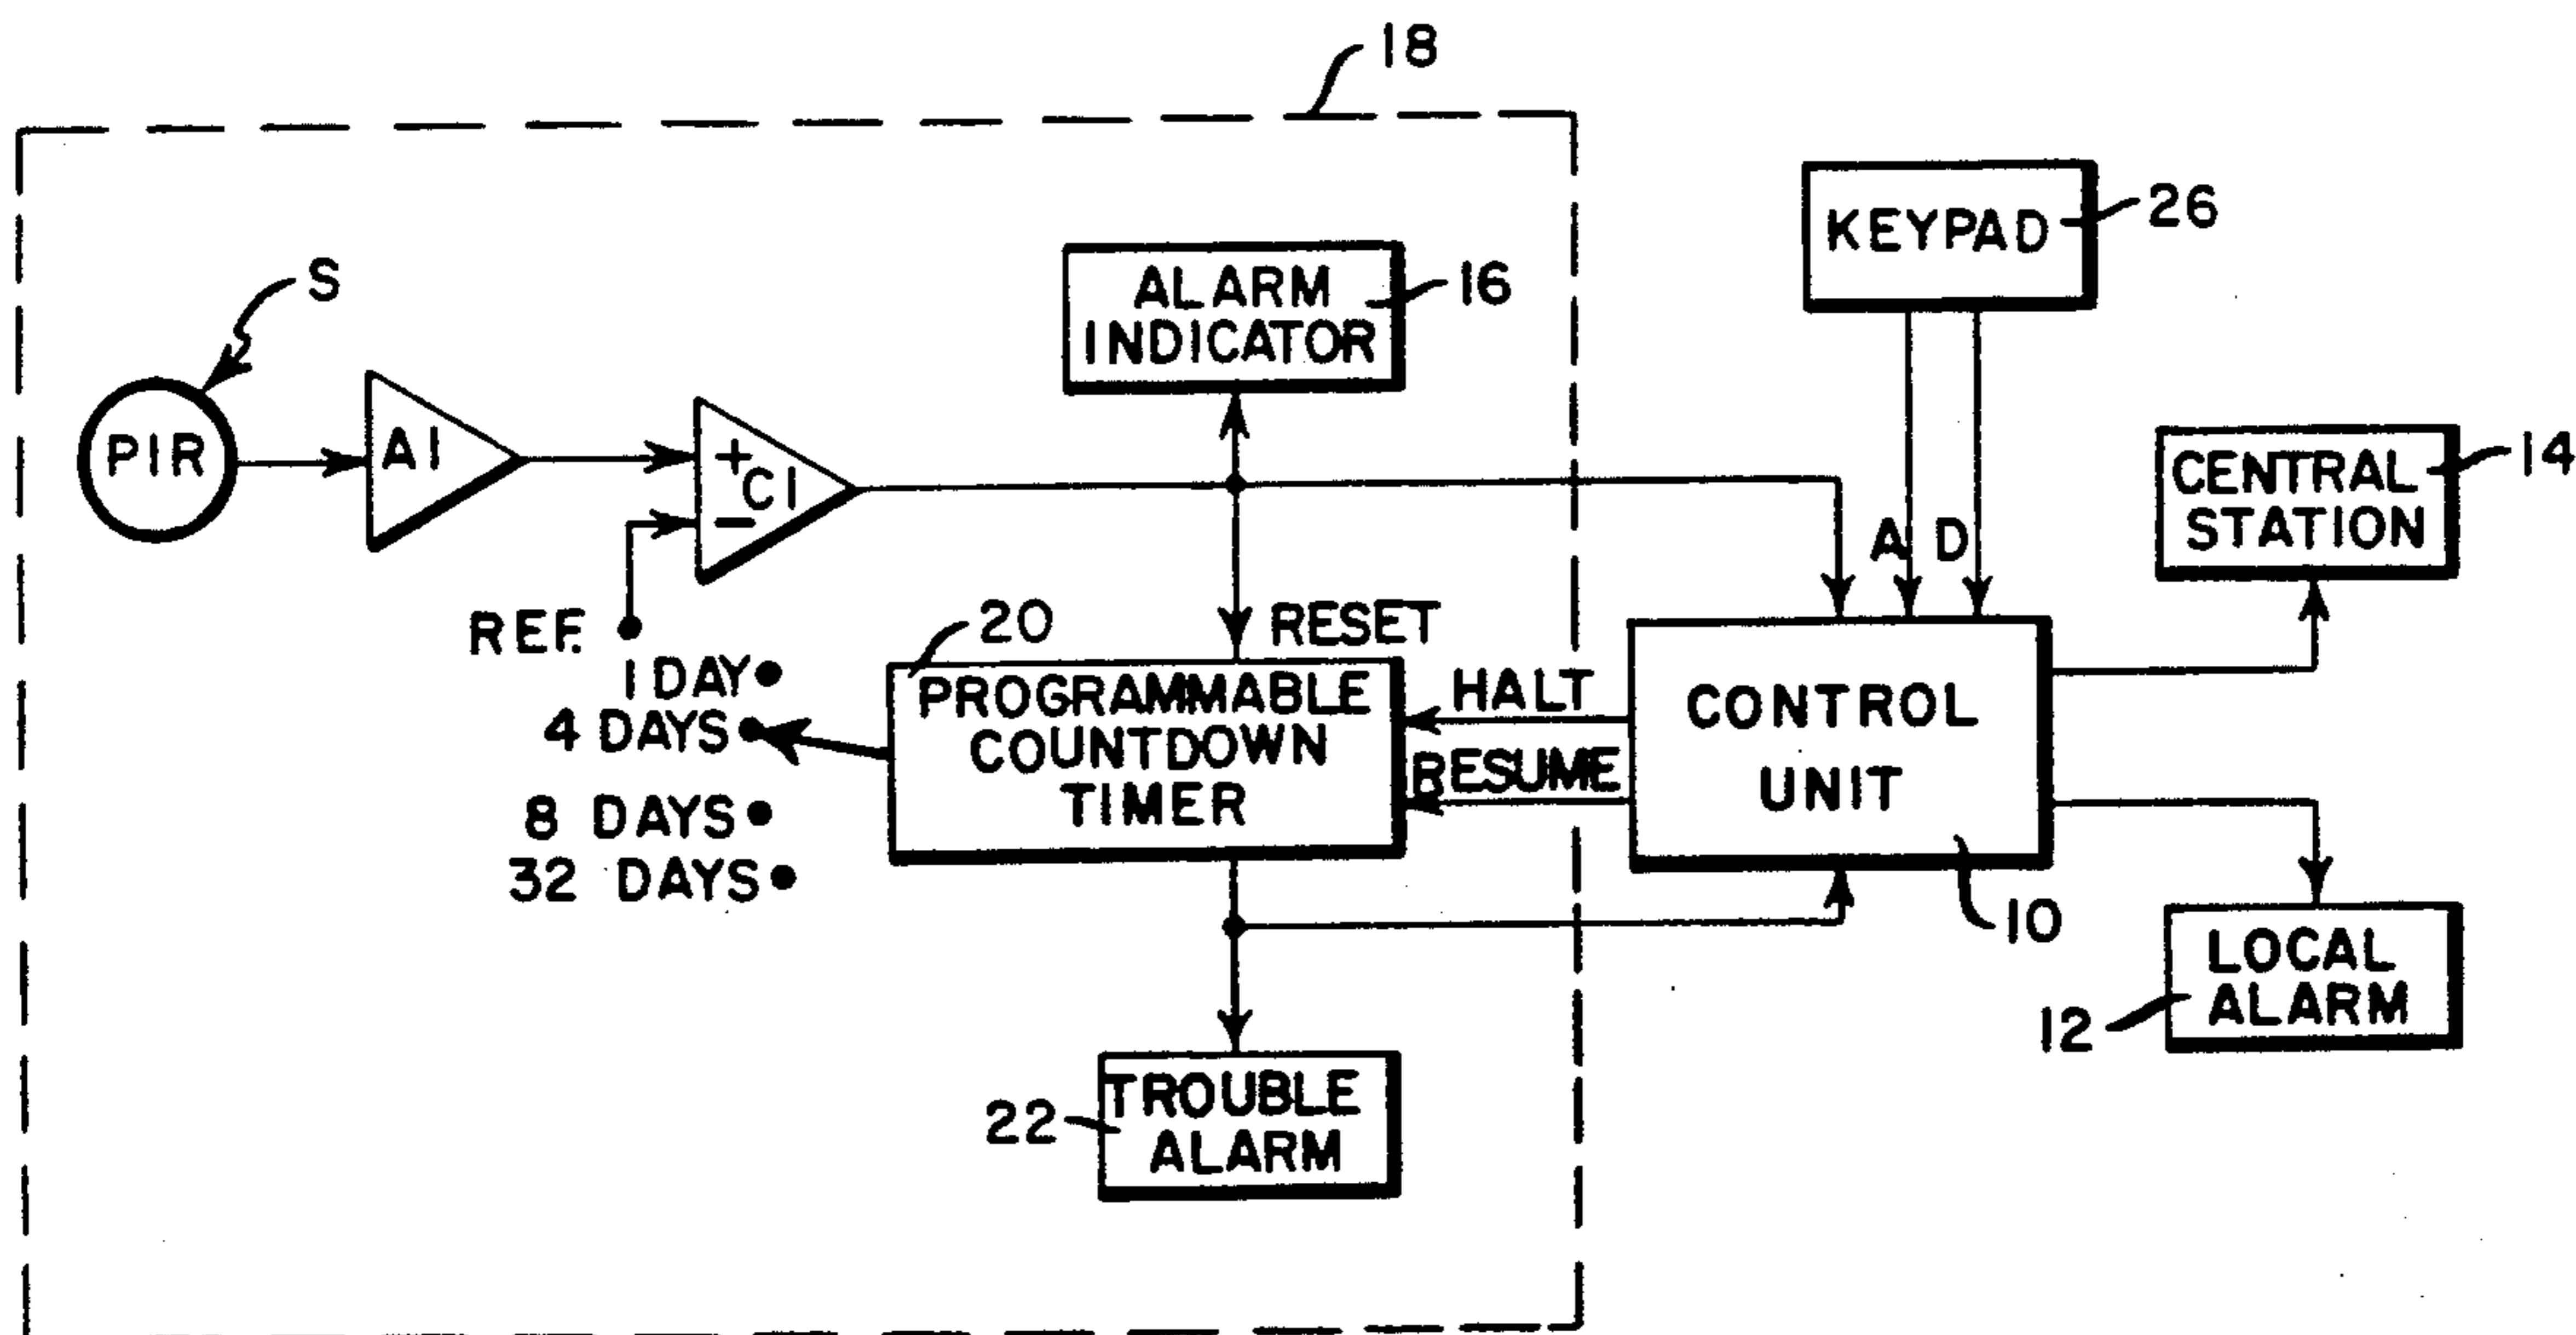 18
KEYPAD
26
S
ALARM
INDICATOR
16
PIR
A1
+
C1
−
CENTRAL
STATION
14
A D
REF.
RESET
20
1 DAY
4 DAYS
8 DAYS
32 DAYS
PROGRAMMABLE
COUNTDOWN
TIMER
HALT
RESUME
CONTROL
UNIT
10
LOCAL
ALARM
12
TROUBLE
ALARM
22